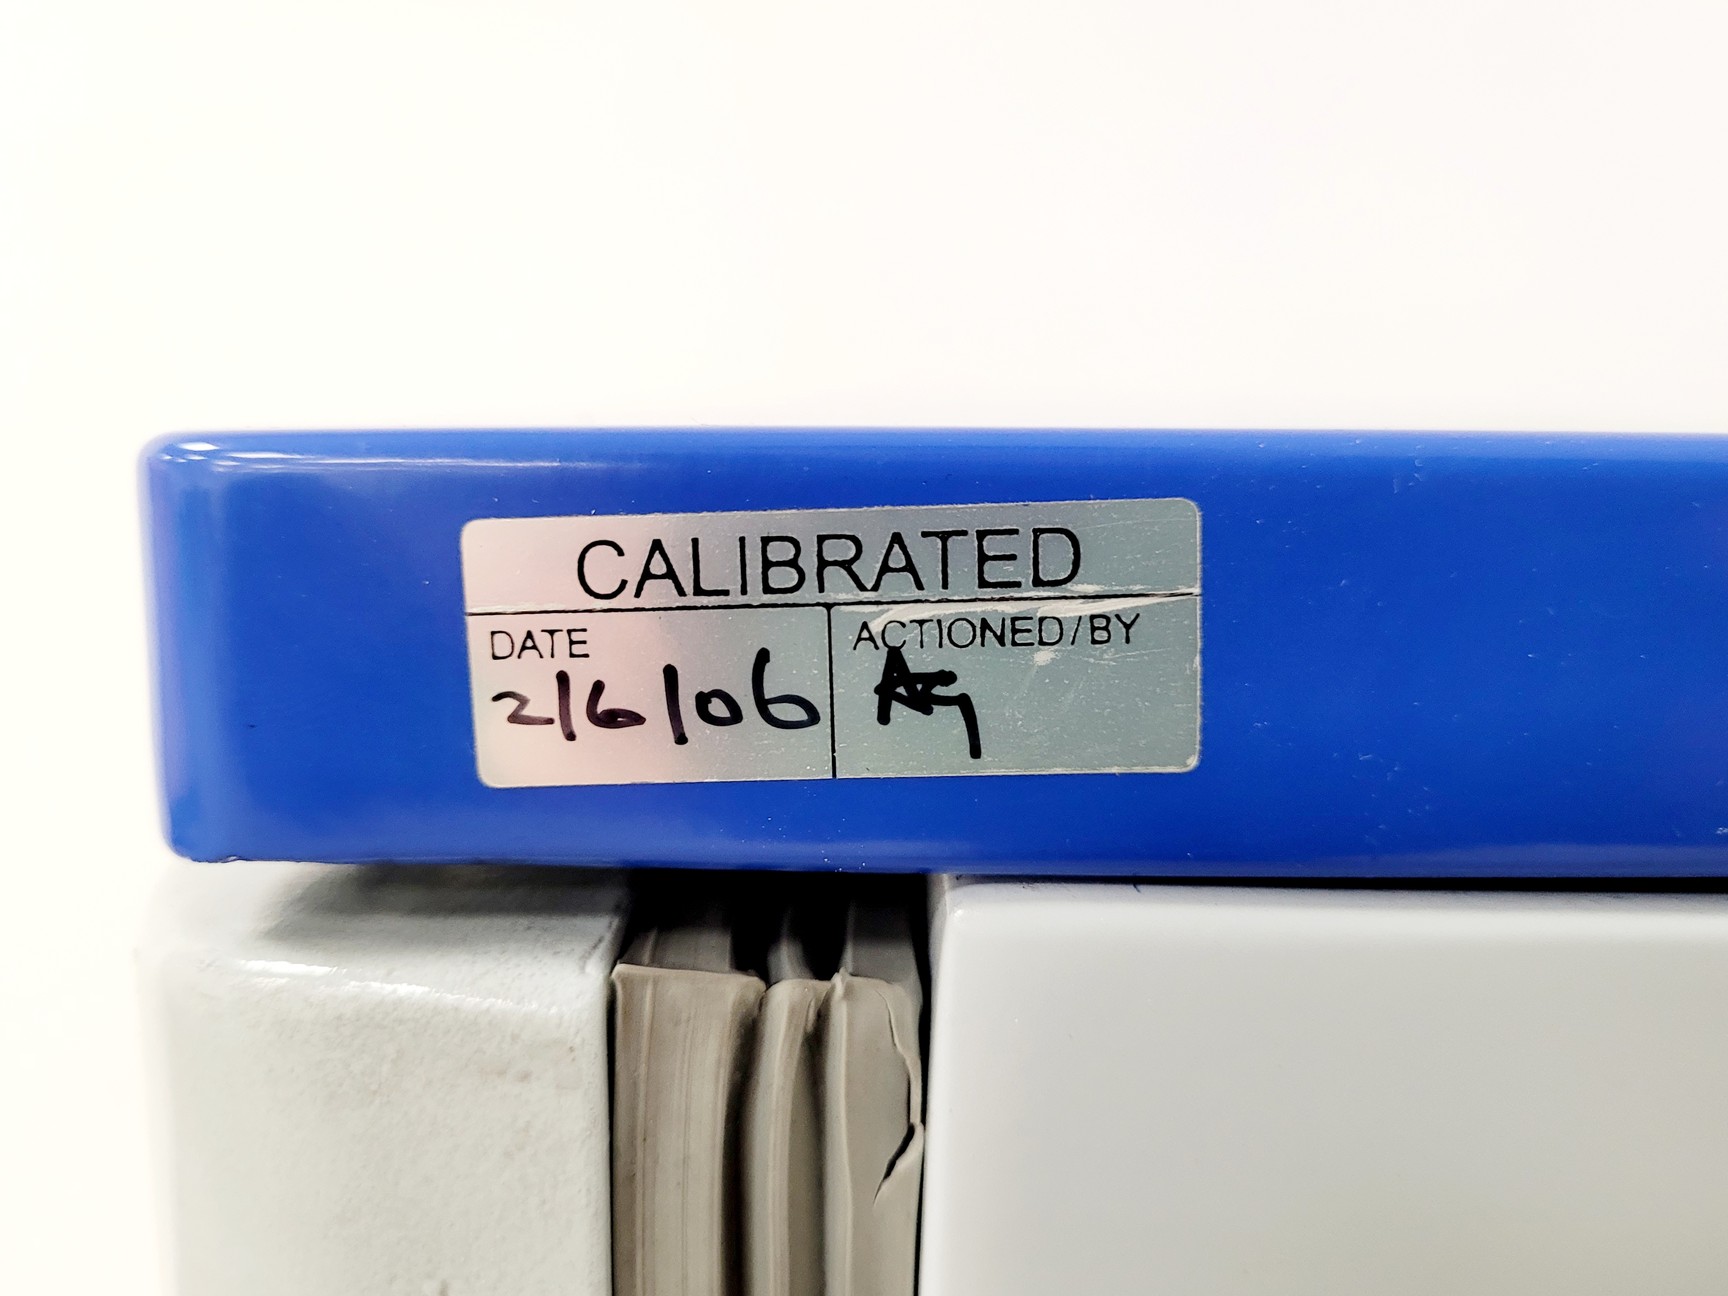 CALIBRATED
DATE ACTIONED/BY
2/6/06